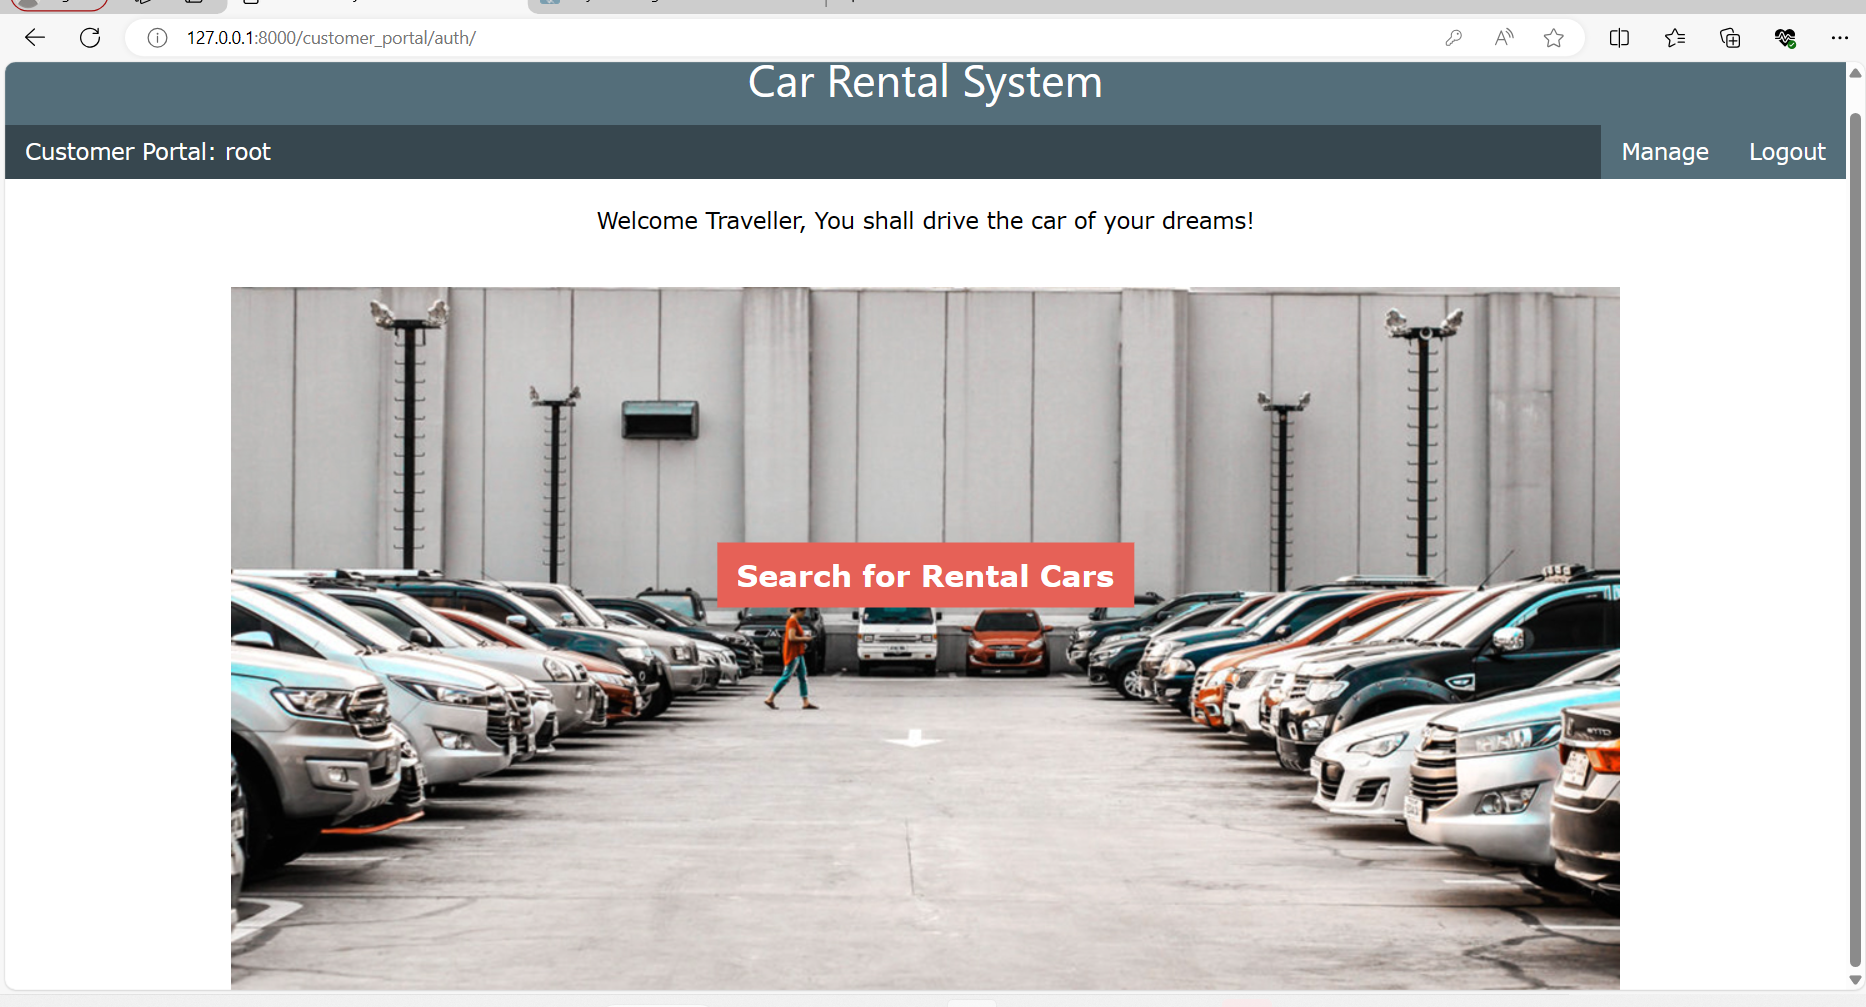 127.0.0.1:8000/customer_portal/auth/
Car Rental System
Customer Portal: root
Manage
Logout
Welcome Traveller, You shall drive the car of your dreams!
Search for Rental Cars